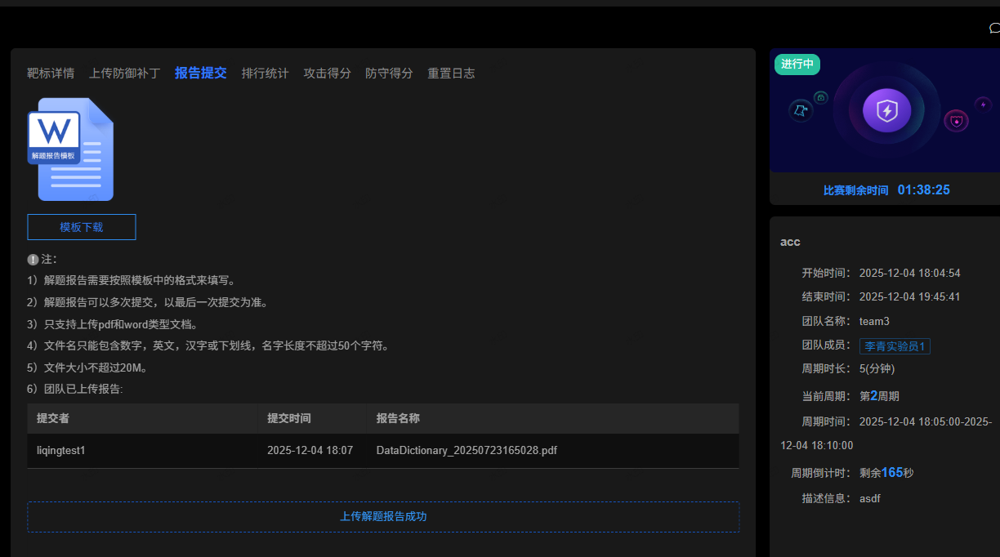 靶标详情 上传防御补丁 报告提交 排行统计 攻击得分 防守得分 重置日志
W
解题报告模板
模板下载
注：
1）解题报告需要按照模板中的格式来填写。
2）解题报告可以多次提交，以最后一次提交为准。
3）只支持上传pdf和word类型文档。
4）文件名只能包含数字，英文，汉字或下划线，名字长度不超过50个字符。
5）文件大小不超过20M。
6）团队已上传报告:
提交者 提交时间 报告名称
liqingtest1 2025-12-04 18:07 DataDictionary_20250723165028.pdf
上传解题报告成功
进行中
比赛剩余时间 01:38:25
acc
开始时间： 2025-12-04 18:04:54
结束时间： 2025-12-04 19:45:41
团队名称： team3
团队成员： 李青实验员1
周期时长： 5(分钟)
当前周期： 第2周期
周期时间： 2025-12-04 18:05:00-2025-
12-04 18:10:00
周期倒计时： 剩余165秒
描述信息： asdf